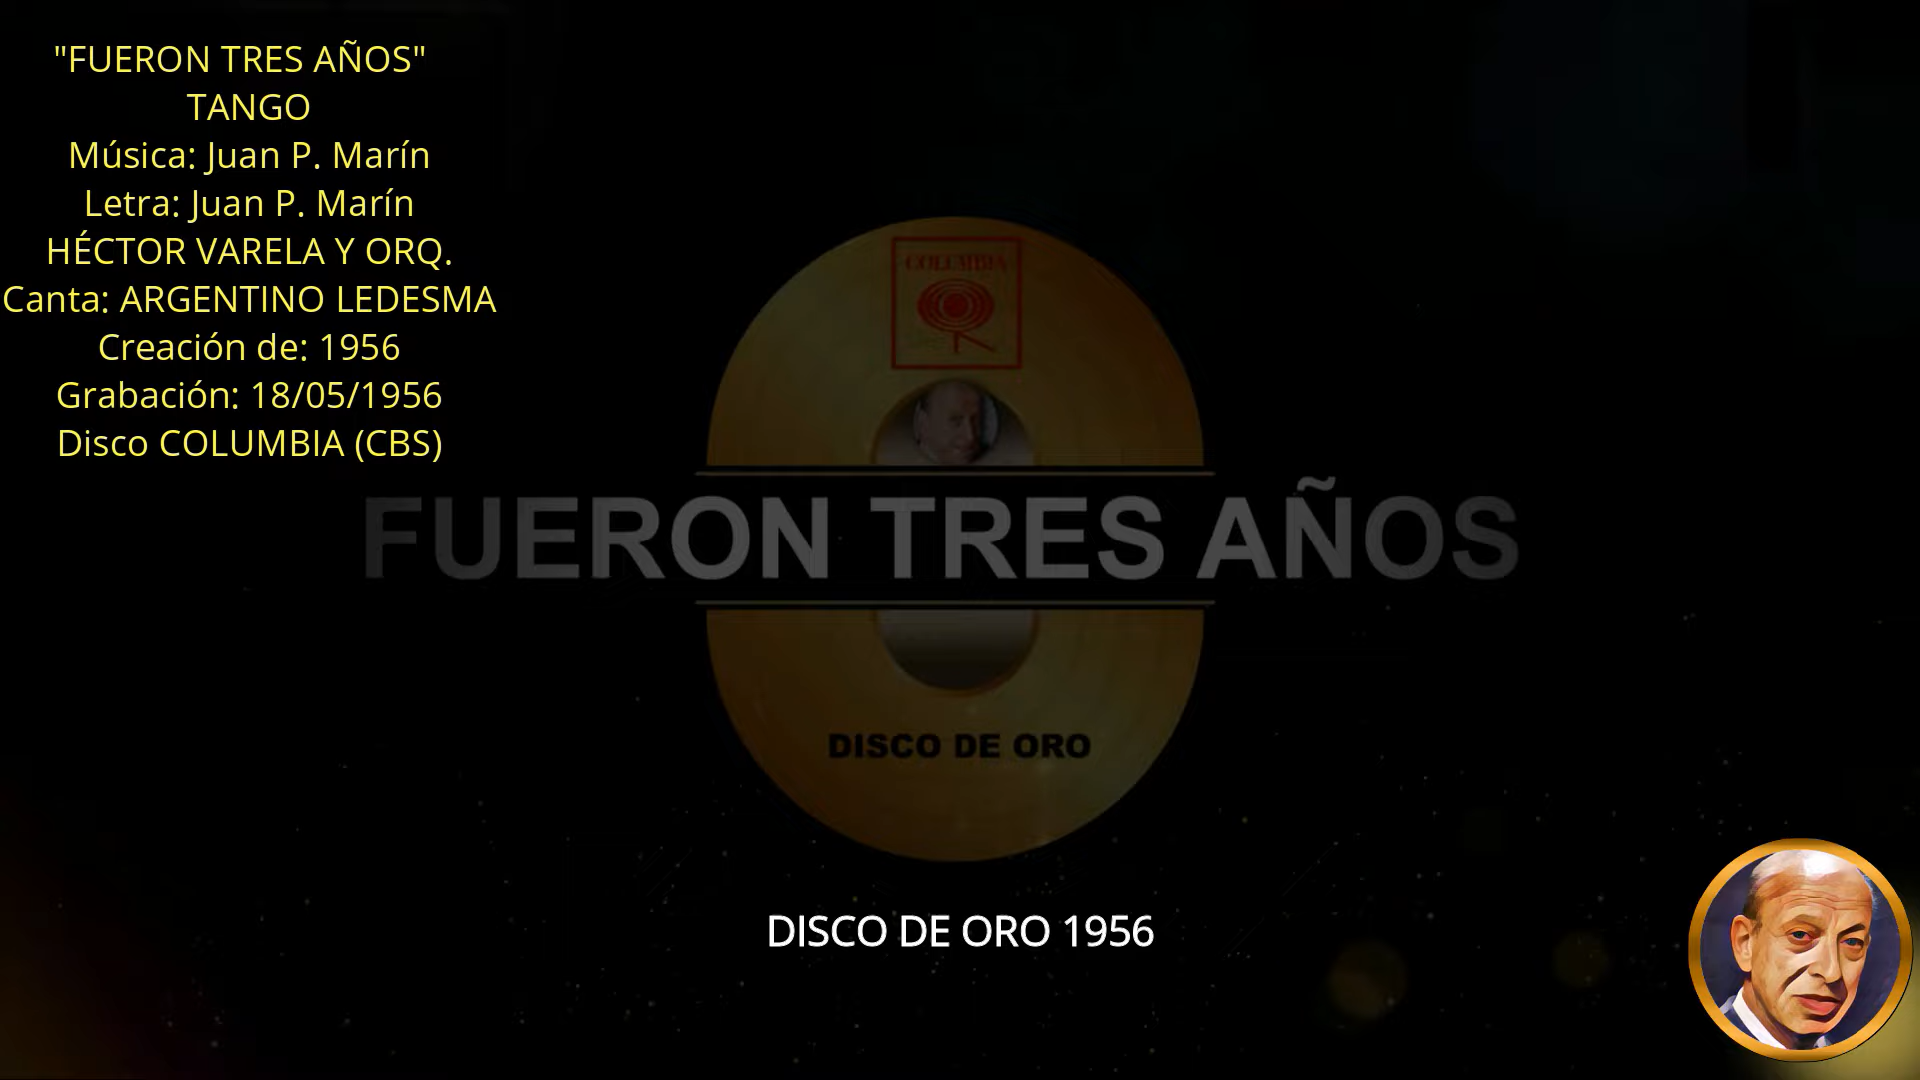 "FUERON TRES AÑOS"
TANGO
Música: Juan P. Marín
Letra: Juan P. Marín
HÉCTOR VARELA Y ORQ.
Canta: ARGENTINO LEDESMA
Creación de: 1956
Grabación: 18/05/1956
Disco COLUMBIA (CBS)
COLUMBIA
FUERON TRES AÑOS
DISCO DE ORO
DISCO DE ORO 1956